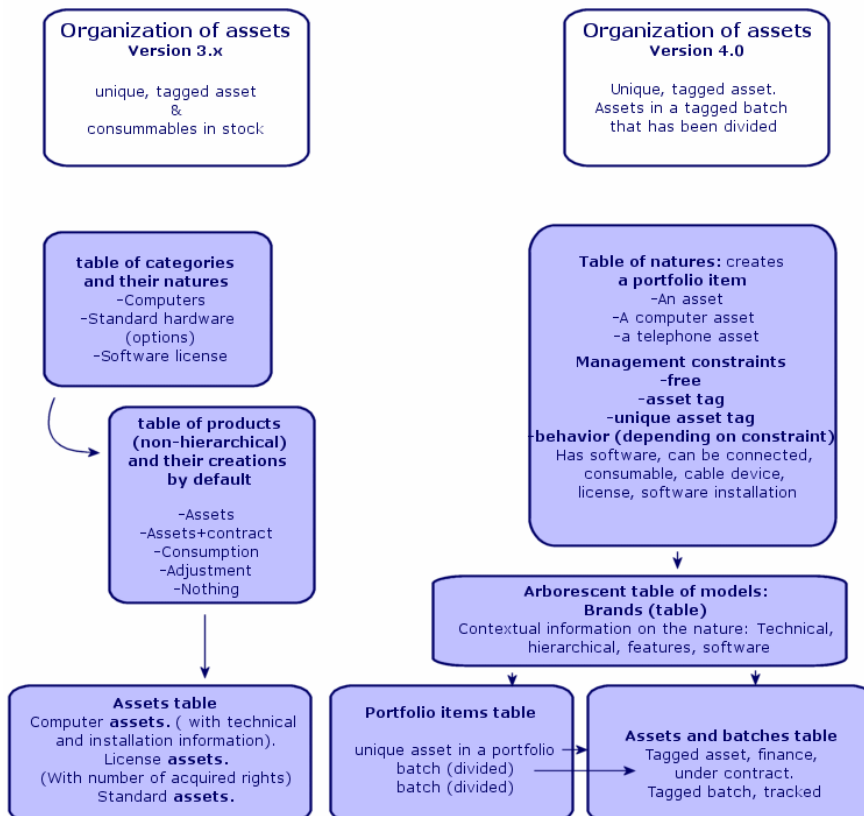 Organization of assets
Version 3.x
unique, tagged asset
&
consummables in stock
Organization of assets
Version 4.0
Unique, tagged asset.
Assets in a tagged batch
that has been divided
table of categories
and their natures
-Computers
-Standard hardware
(options)
-Software license
table of products
(non-hierarchical)
and their creations
by default
-Assets
-Assets+contract
-Consumption
-Adjustment
-Nothing
Assets table
Computer assets. ( with technical
and installation information).
License assets.
(With number of acquired rights)
Standard assets.
Table of natures: creates
a portfolio item
-An asset
-A computer asset
-a telephone asset
Management constraints
-free
-asset tag
-unique asset tag
-behavior (depending on constraint)
Has software, can be connected,
consumable, cable device,
license, software installation
Arborescent table of models:
Brands (table)
Contextual information on the nature: Technical,
hierarchical, features, software
Portfolio items table
unique asset in a portfolio
batch (divided)
batch (divided)
Assets and batches table
Tagged asset, finance,
under contract.
Tagged batch, tracked